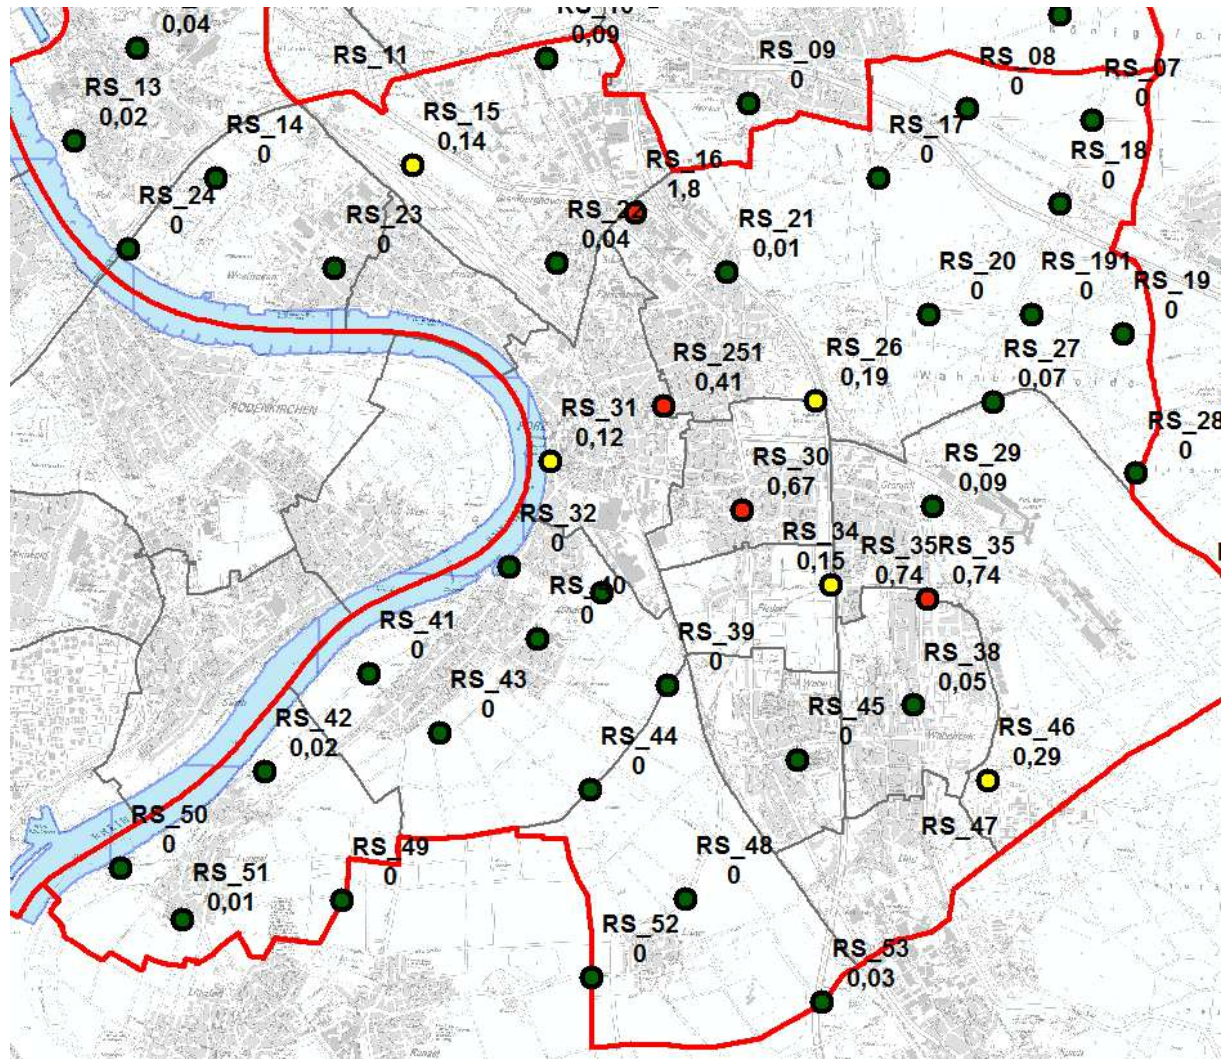 0,04
0,09
RS_11
RS_09
0
RS_08
0
RS_07
0
RS_13
0,02
RS_14
0
RS_15
0,14
RS_17
0
RS_18
0
RS_16
1,8
RS_24
0
RS_23
0
0,04
RS_21
0,01
RS_20
0
RS_191
0
RS_19
0
RS_251
0,41
RS_26
0,19
RS_27
0,07
RODENKIRCHEN
RS_31
0,12
RS_28
0
RS_30
0,67
RS_29
0,09
RS_32
0
RS_34
0,15
RS_35
0,74
RS_35
0,74
RS_40
0
RS_41
0
RS_39
0
RS_38
0,05
RS_43
0
RS_42
0,02
RS_44
0
RS_45
0
RS_46
0,29
RS_50
0
RS_47
RS_49
0
RS_48
0
RS_51
0,01
RS_52
0
RS_53
0,03